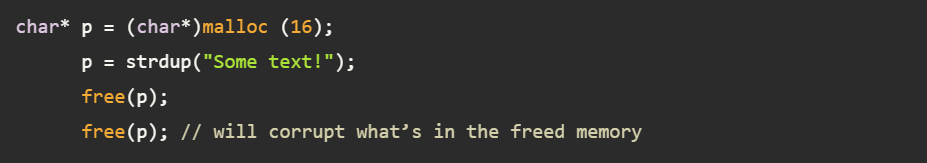 char* p = (char*)malloc (16);
p = strdup("Some text!");
free(p);
free(p); // will corrupt what’s in the freed memory